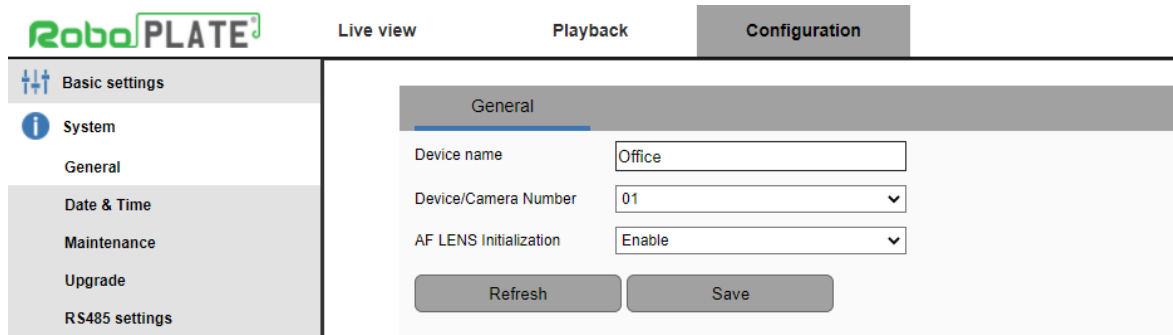 RoboPLATE³ Live view Playback Configuration
Basic settings
System
General
Date & Time
Maintenance
Upgrade
RS485 settings
General
Device name Office
Device/Camera Number 01
AF LENS Initialization Enable
Refresh Save